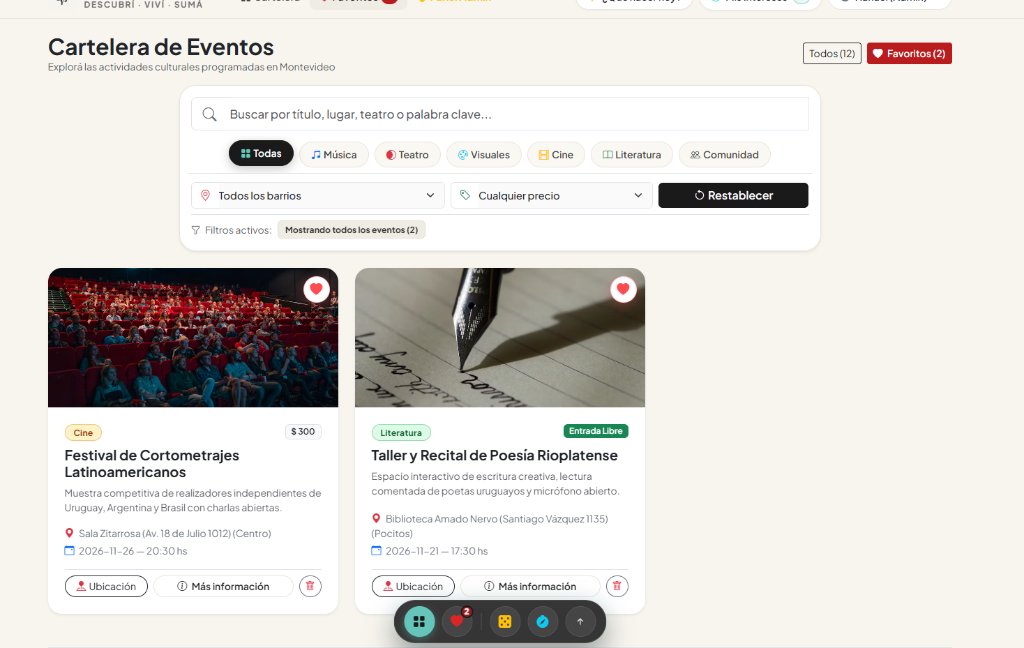 DESCUBRÍ · VIVÍ · SUMÁ
Cartelera de Eventos
Explorá las actividades culturales programadas en Montevideo
Todos (12)
Favoritos (2)
Buscar por título, lugar, teatro o palabra clave...
Todas
Música
Teatro
Visuales
Cine
Literatura
Comunidad
Todos los barrios
Cualquier precio
Restablecer
Filtros activos:
Mostrando todos los eventos (2)
Cine
$ 300
Festival de Cortometrajes
Latinoamericanos
Muestra competitiva de realizadores independientes de
Uruguay, Argentina y Brasil con charlas abiertas.
Sala Zitarrosa (Av. 18 de Julio 1012) (Centro)
2026-11-26 — 20:30 hs
Ubicación
Más información
Literatura
Entrada Libre
Taller y Recital de Poesía Rioplatense
Espacio interactivo de escritura creativa, lectura
comentada de poetas uruguayos y micrófono abierto.
Biblioteca Amado Nervo (Santiago Vázquez 1135)
(Pocitos)
2026-11-21 — 17:30 hs
Ubicación
Más información
2